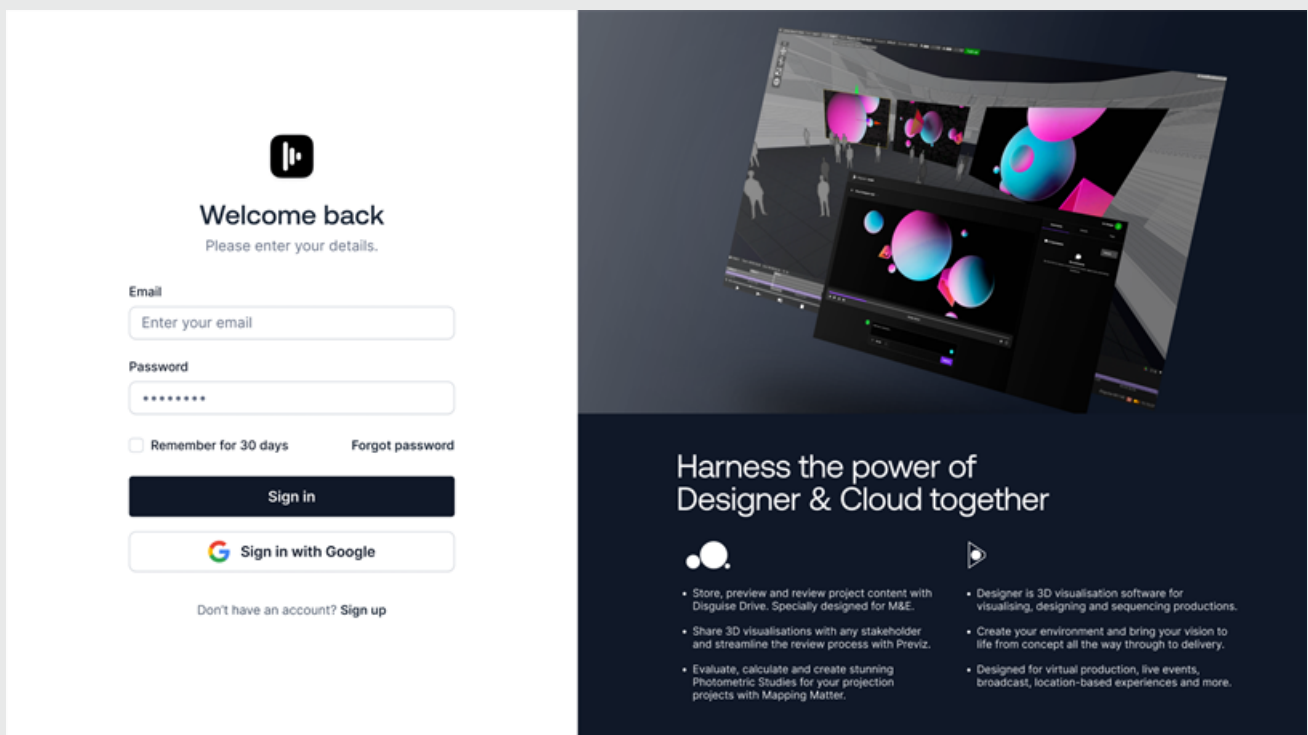 Welcome back
Please enter your details.
Email
Enter your email
Password
Remember for 30 days
Forgot password
Sign in
Sign in with Google
Don't have an account? Sign up
Harness the power of
Designer & Cloud together
• Store, preview and review project content with
Disguise Drive. Specially designed for M&E.
• Share 3D visualisations with any stakeholder
and streamline the review process with Previz.
• Evaluate, calculate and create stunning
Photometric Studies for your projection
projects with Mapping Matter.
• Designer is 3D visualisation software for
visualising, designing and sequencing productions.
• Create your environment and bring your vision to
life from concept all the way through to delivery.
• Designed for virtual production, live events,
broadcast, location-based experiences and more.